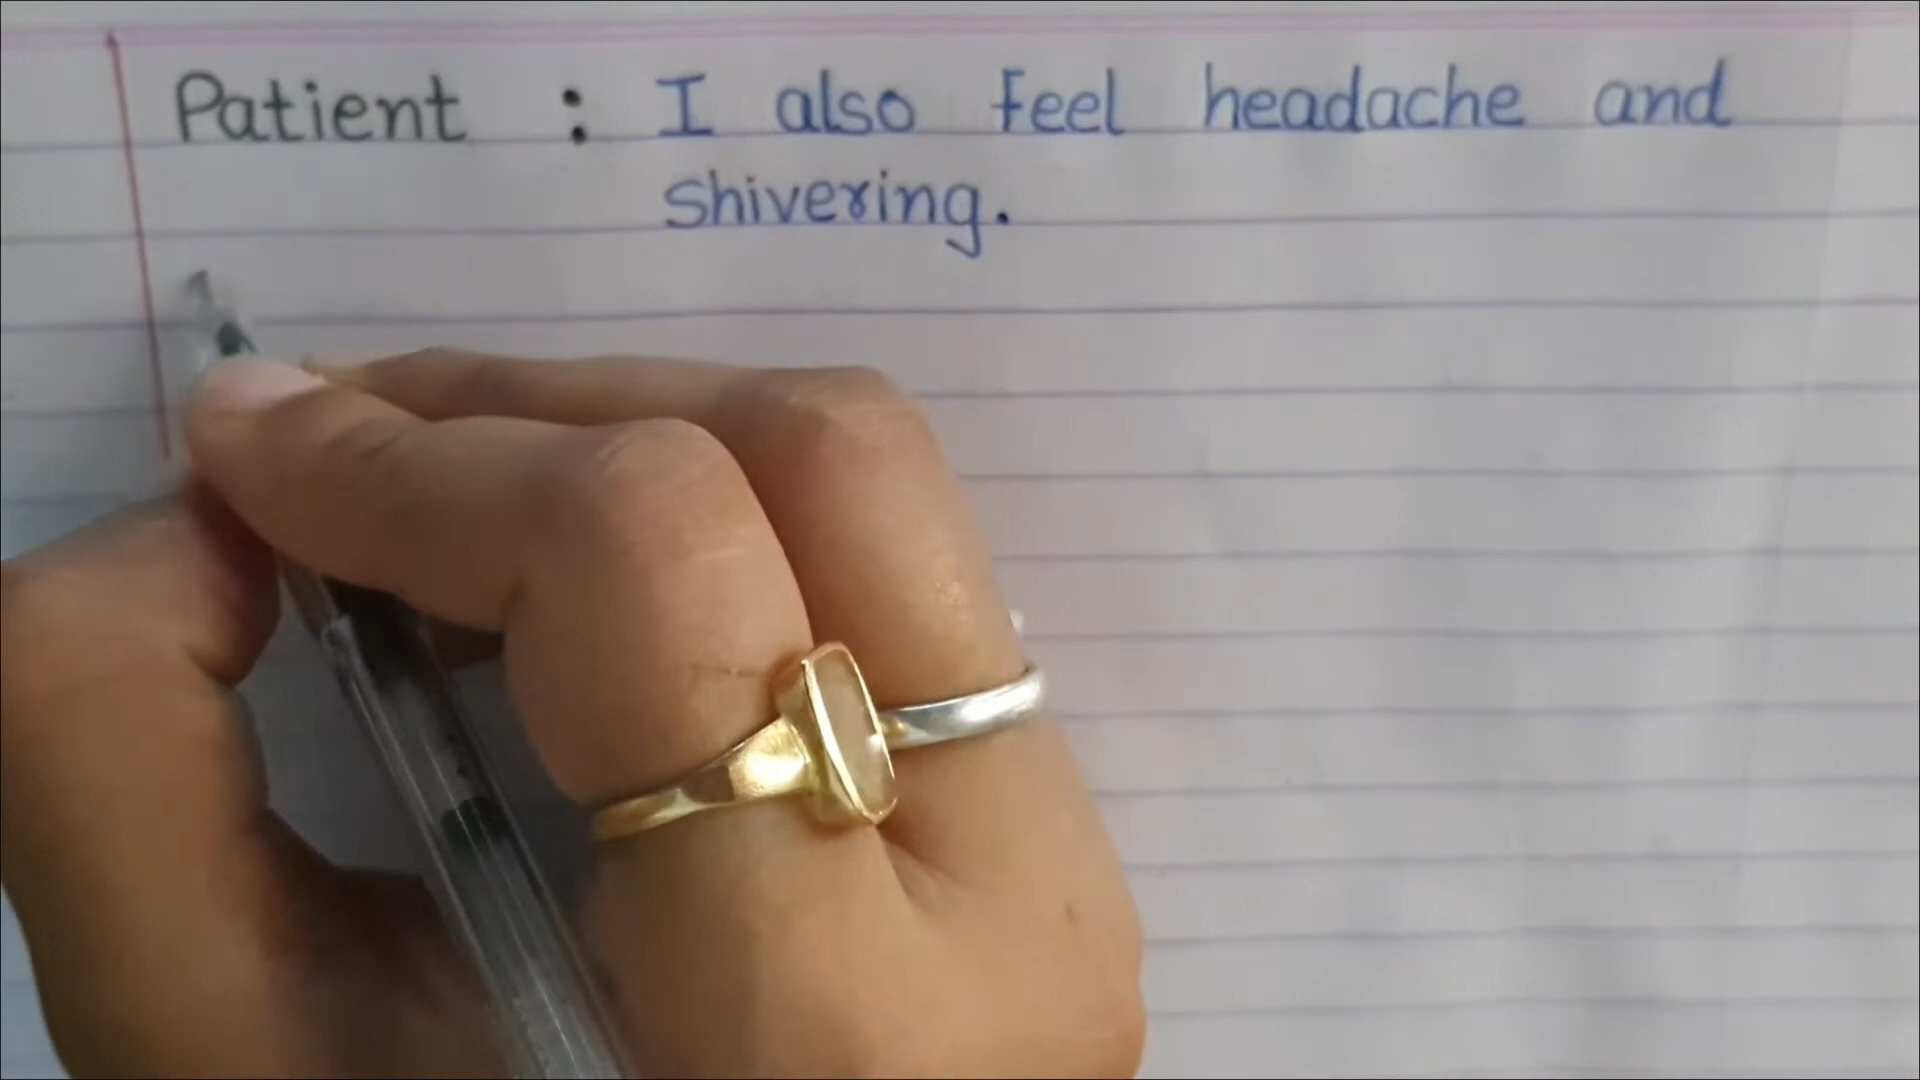 Patient : I also feel headache and
shivering.